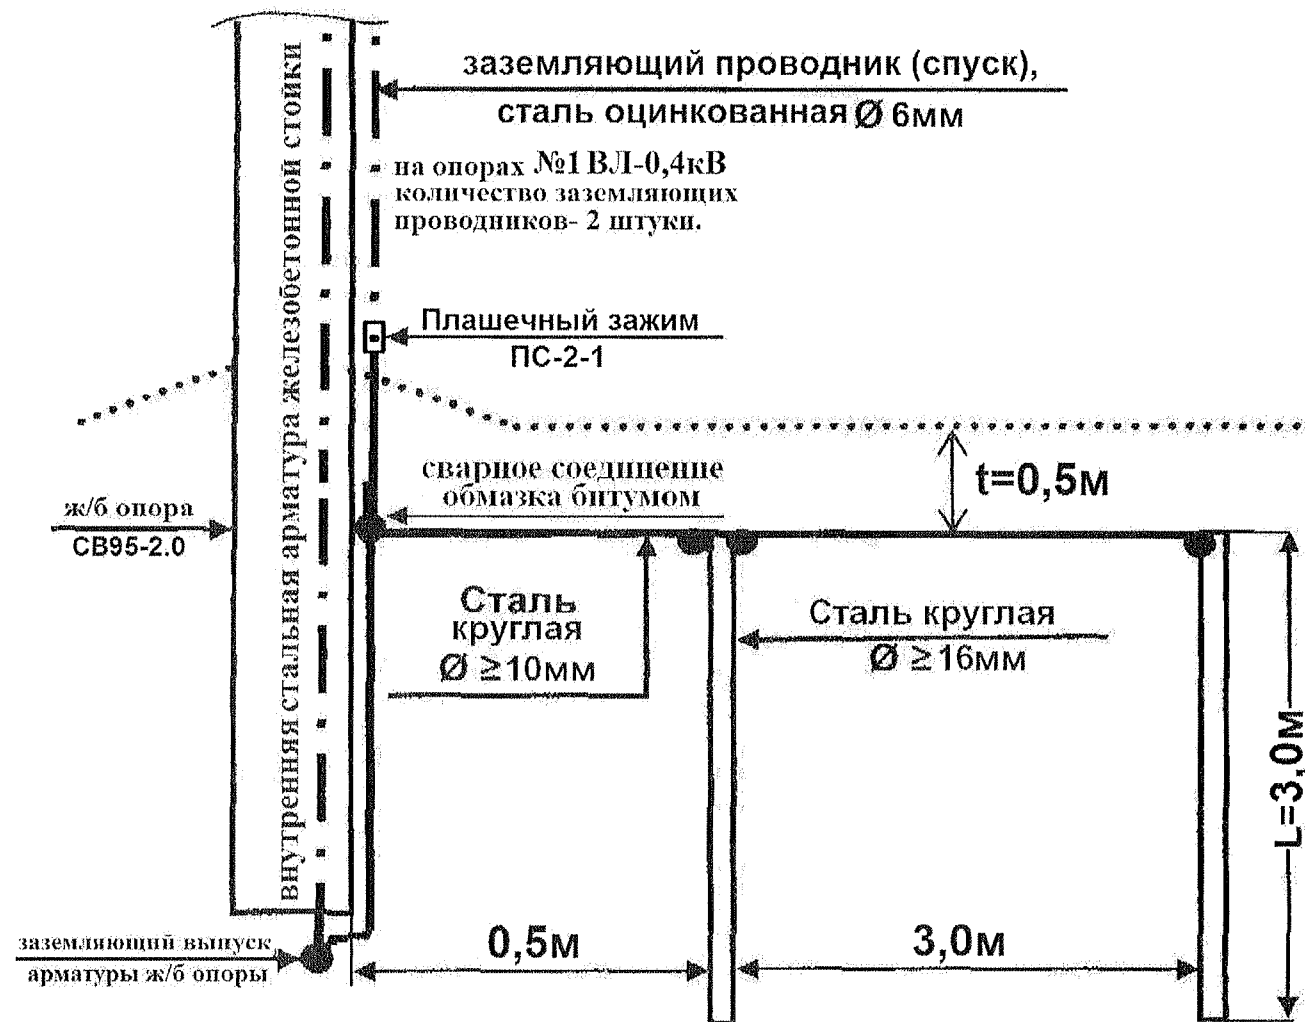 заземляющий проводник (спуск),
сталь оцинкованная Ø 6мм
внутренняя стальная арматура железобетонной стойки
на опорах №1 ВЛ-0,4кВ
количество заземляющих
проводников- 2 штуки.
Плашечный зажим
ПС-2-1
сварное соединение
обмазка битумом
t=0,5м
ж/б опора
СВ95-2.0
Сталь
круглая
Ø ≥10мм
Сталь круглая
Ø ≥16мм
L=3,0м
заземляющий выпуск
арматуры ж/б опоры
0,5м
3,0м